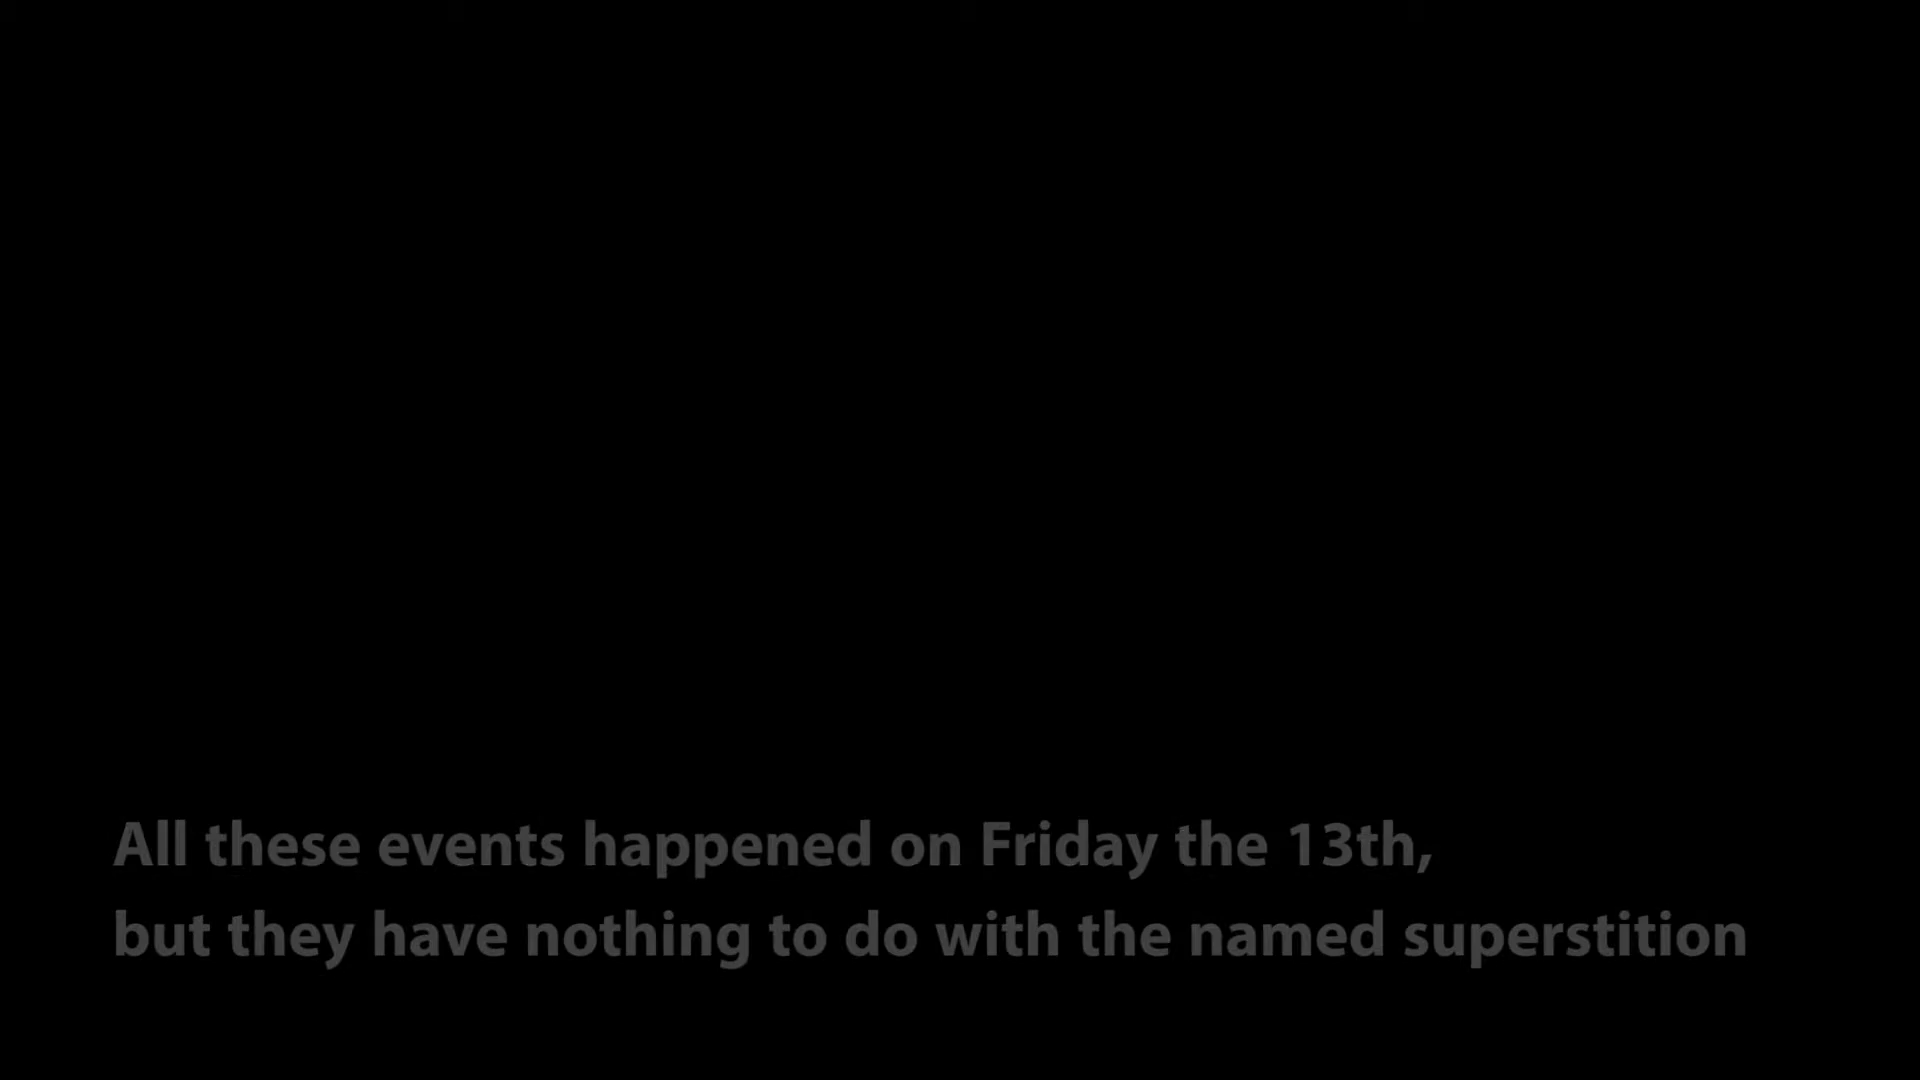 All these events happened on Friday the 13th,
but they have nothing to do with the named superstition